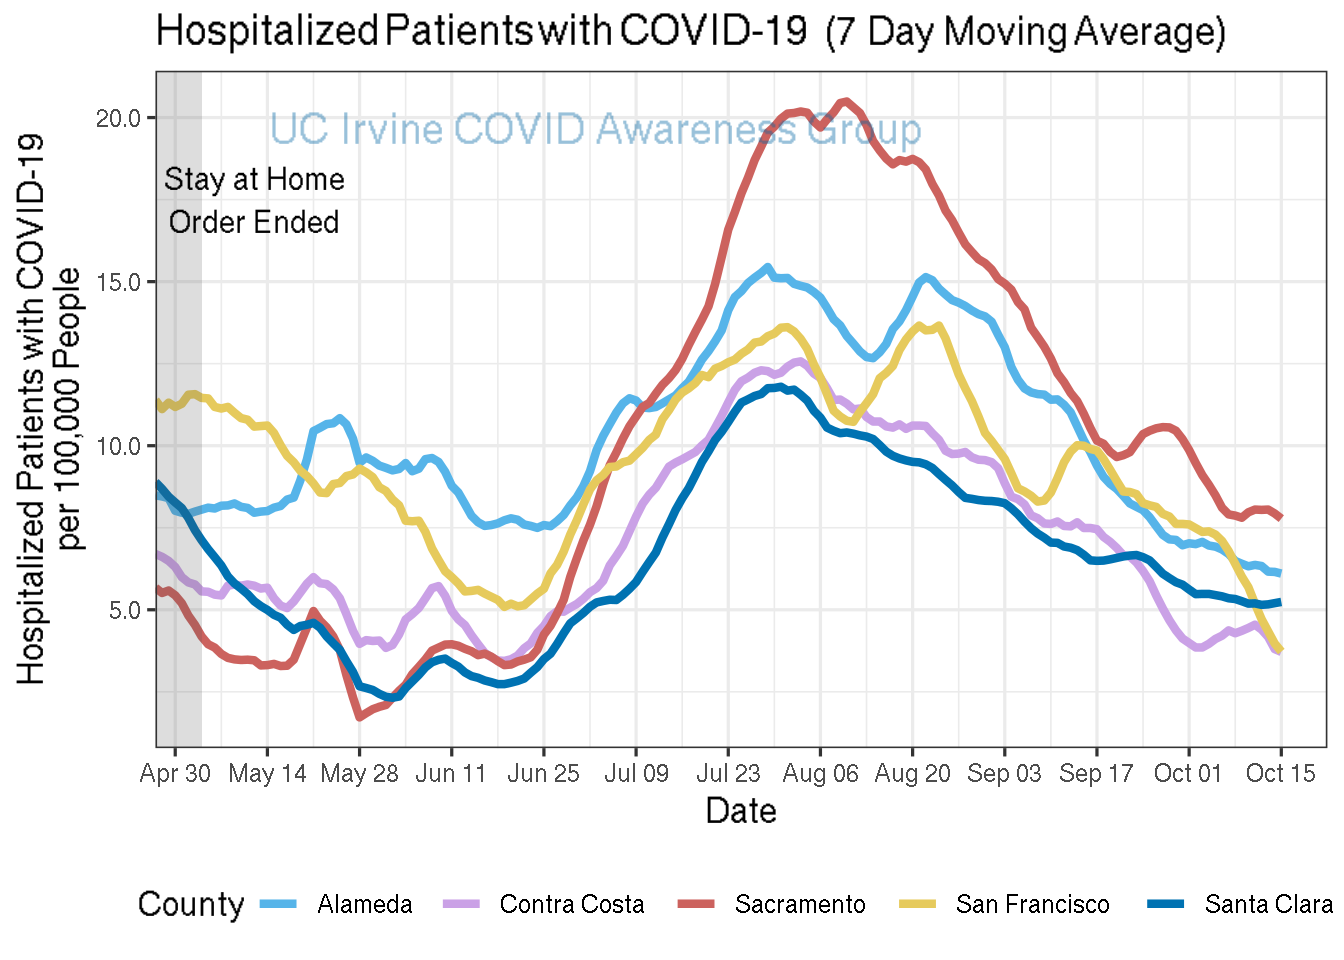 Hospitalized Patients with COVID-19 (7 Day Moving Average)
Hospitalized Patients with COVID-19
per 100,000 People
UC Irvine COVID Awareness Group
Stay at Home
Order Ended
20.0
15.0
10.0
5.0
Apr 30 May 14 May 28 Jun 11 Jun 25 Jul 09 Jul 23 Aug 06 Aug 20 Sep 03 Sep 17 Oct 01 Oct 15
Date
County Alameda Contra Costa Sacramento San Francisco Santa Clara